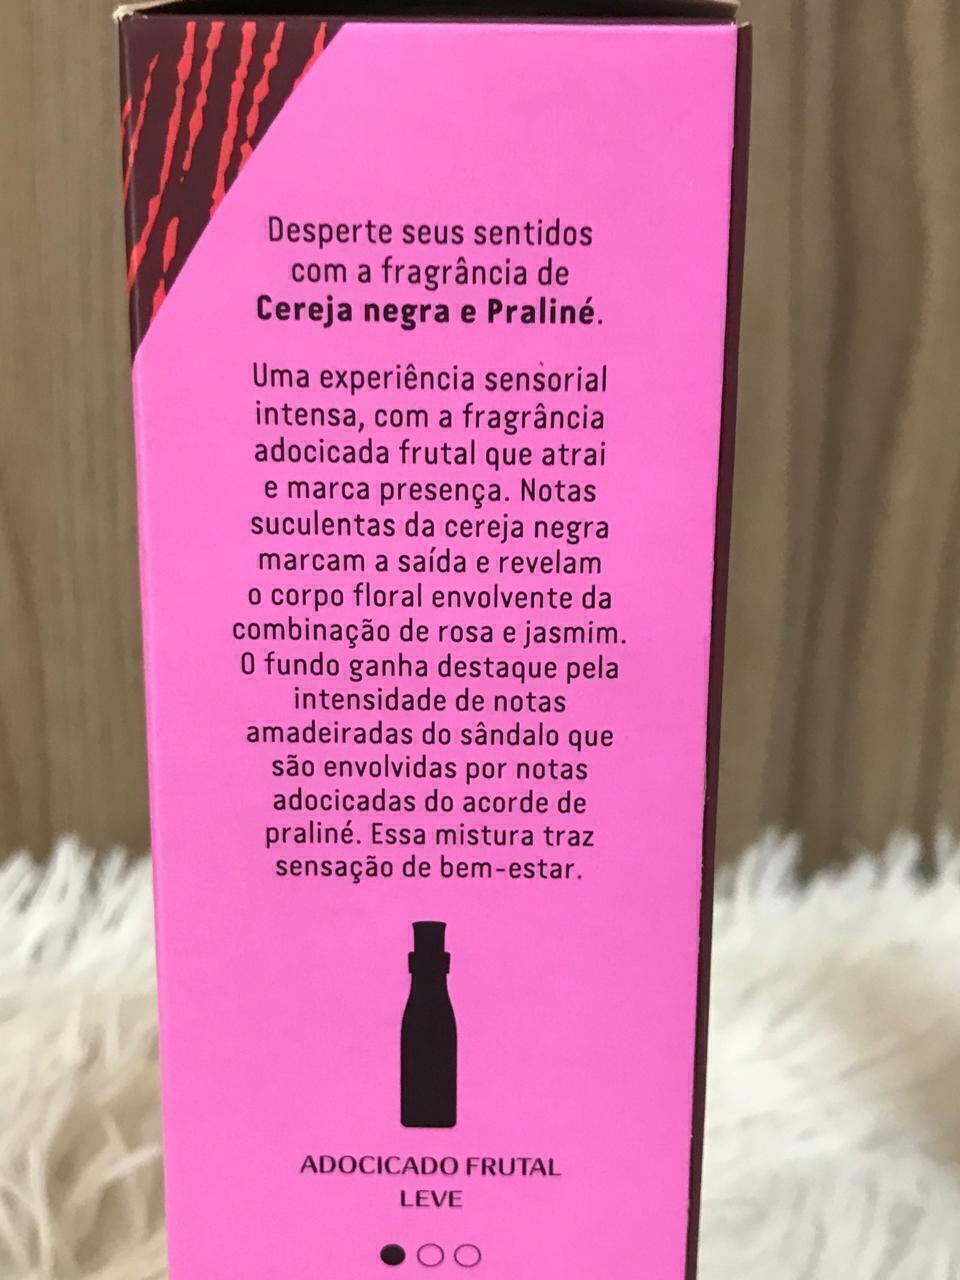 Desperte seus sentidos
com a fragrância de
Cereja negra e Praliné.
Uma experiência sensorial
intensa, com a fragrância
adocicada frutal que atrai
e marca presença. Notas
suculentas da cereja negra
marcam a saída e revelam
o corpo floral envolvente da
combinação de rosa e jasmim.
O fundo ganha destaque pela
intensidade de notas
amadeiradas do sândalo que
são envolvidas por notas
adocicadas do acorde de
praliné. Essa mistura traz
sensação de bem-estar.
ADOCICADO FRUTAL
LEVE